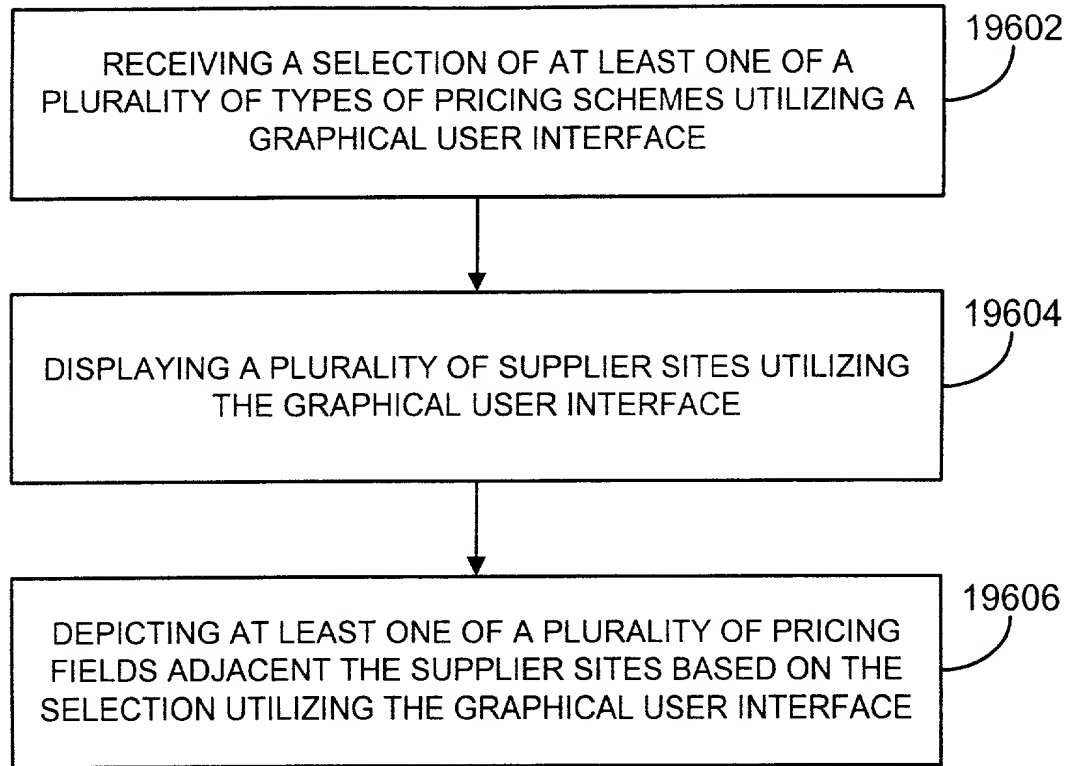 19602
RECEIVING A SELECTION OF AT LEAST ONE OF A
PLURALITY OF TYPES OF PRICING SCHEMES UTILIZING A
GRAPHICAL USER INTERFACE
19604
DISPLAYING A PLURALITY OF SUPPLIER SITES UTILIZING
THE GRAPHICAL USER INTERFACE
19606
DEPICTING AT LEAST ONE OF A PLURALITY OF PRICING
FIELDS ADJACENT THE SUPPLIER SITES BASED ON THE
SELECTION UTILIZING THE GRAPHICAL USER INTERFACE